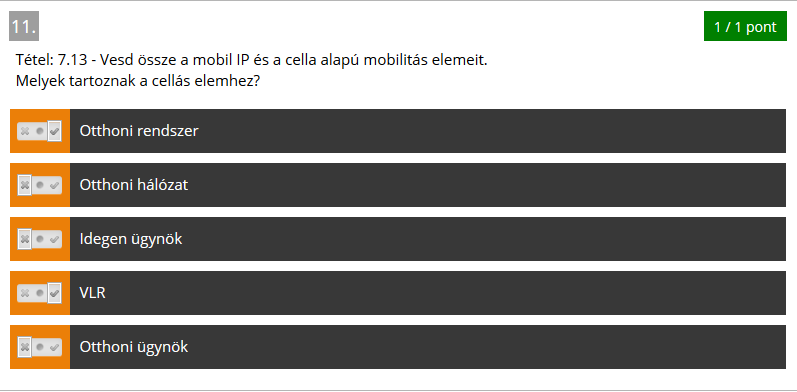 11.
1 / 1 pont
Tétel: 7.13 - Vesd össze a mobil IP és a cella alapú mobilitás elemeit.
Melyek tartoznak a cellás elemhez?
Otthoni rendszer
Otthoni hálózat
Idegen ügynök
VLR
Otthoni ügynök